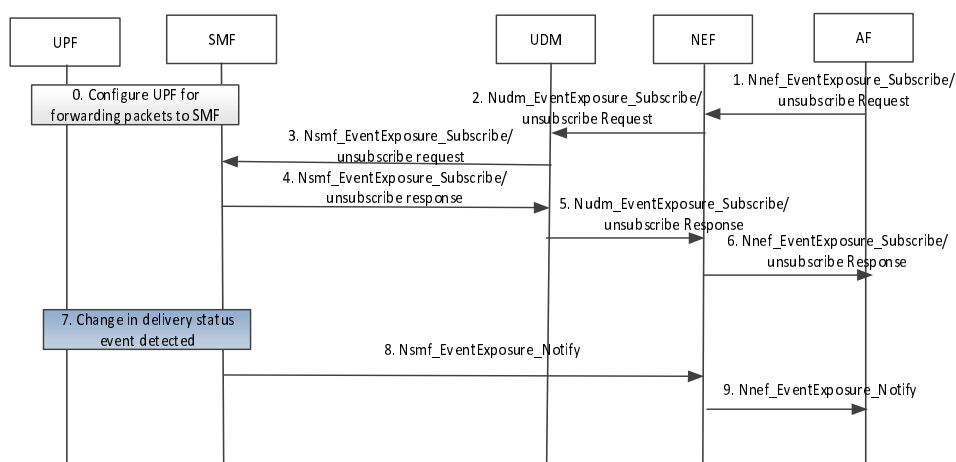 UPF
SMF
UDM
NEF
AF
0. Configure UPF for
forwarding packets to SMF
1. Nnef_EventExposure_Subscribe/
unsubscribe Request
2. Nudm_EventExposure_Subscribe/
unsubscribe Request
3. Nsmf_EventExposure_Subscribe/
unsubscribe request
4. Nsmf_EventExposure_Subscribe/
unsubscribe response
5. Nudm_EventExposure_Subscribe/
unsubscribe Response
6. Nnef_EventExposure_Subscribe/
unsubscribe Response
7. Change in delivery status
event detected
8. Nsmf_EventExposure_Notify
9. Nnef_EventExposure_Notify